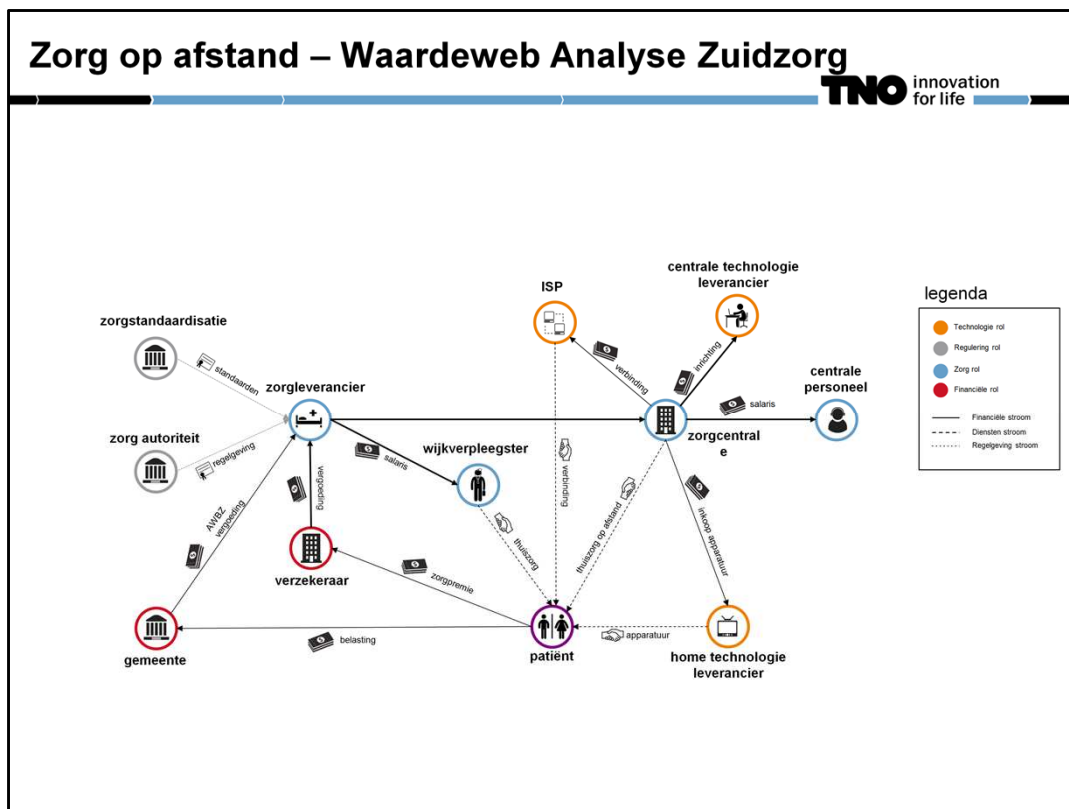 Zorg op afstand – Waardeweb Analyse Zuidzorg
TNO innovation
for life
centrale technologie
leverancier
ISP
legenda
zorgstandaardisatie
Technologie rol
Regulering rol
Zorg rol
Financiële rol
standaarden
verbinding
inrichting
centrale
personeel
zorgleverancier
salaris
zorg autoriteit
regelgeving
wijkverpleegster
zorgcentral
e
Financiële stroom
Diensten stroom
Regelgeving stroom
salaris
vergoeding
verbinding
thuiszorg op afstand
inkoop apparatuur
AWBZ
vergoeding
thuiszorg
verzekeraar
zorgpremie
belasting
apparatuur
gemeente
patiënt
home technologie
leverancier